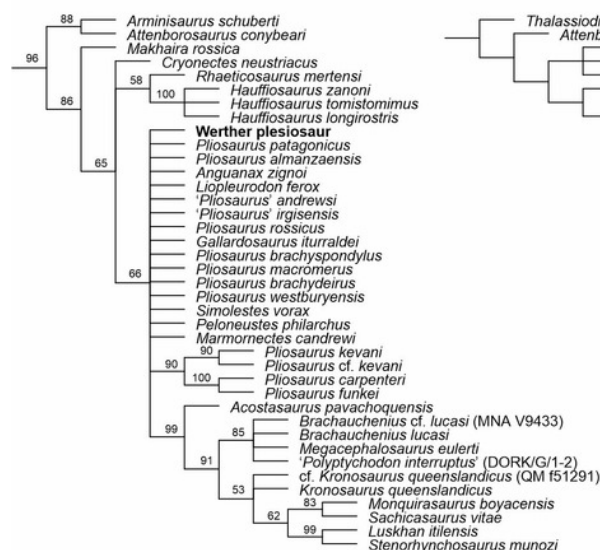 88
Arminisaurus schuberti
Attenborosaurus conybeari
96
Makhaira rossica
Cryonectes neustriacus
58
Rhaeticosaurus mertensi
86
100
Hauffiosaurus zanoni
Hauffiosaurus tomistomimus
Hauffiosaurus longirostris
65
Werther plesiosaur
Pliosaurus patagonicus
Pliosaurus almanzaensis
Anguanax zignoi
Liopleurodon ferox
'Pliosaurus' andrewsi
'Pliosaurus' irgisensis
Pliosaurus rossicus
Gallardosaurus iturraldei
Pliosaurus brachyspondylus
66
Pliosaurus macromerus
Pliosaurus brachydeirus
Pliosaurus westburyensis
Simolestes vorax
Peloneustes philarchus
Marmornectes candrewi
90
90
Pliosaurus kevani
Pliosaurus cf. kevani
100
Pliosaurus carpenteri
Pliosaurus funkei
99
Acostasaurus pavachoquensis
85
Brachauchenius cf. lucasi (MNA V9433)
Brachauchenius lucasi
Megacephalosaurus eulerti
91
'Polyptychodon interruptus' (DORK/G/1-2)
53
cf. Kronosaurus queenslandicus (QM f51291)
Kronosaurus queenslandicus
62
83
Monquirasaurus boyacensis
Sachicasaurus vitae
99
Luskhan itilensis
Stenorhynchosaurus munozi
Thalassiod
Attenb